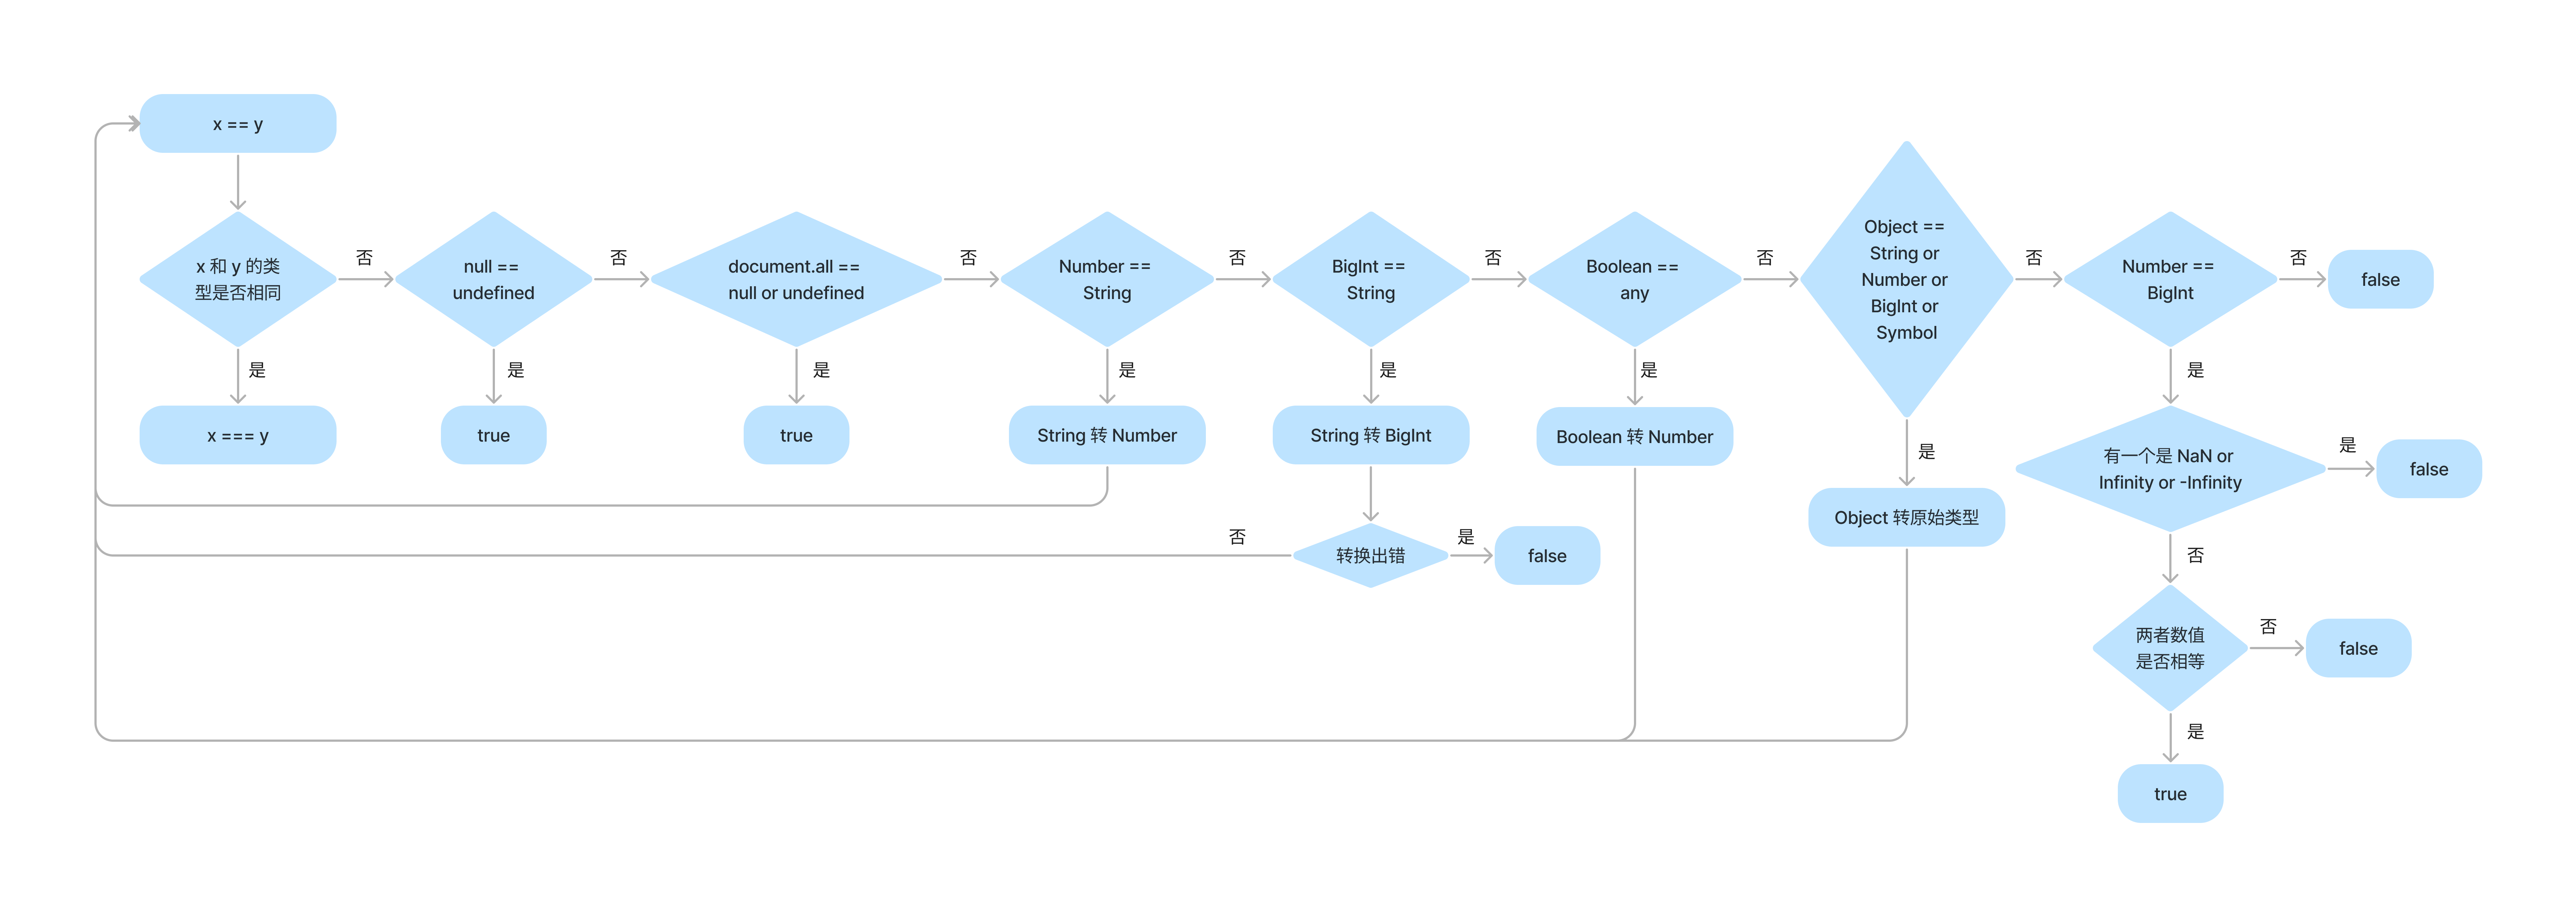 x == y
x 和 y 的类
型是否相同
否
null ==
undefined
否
document.all ==
null or undefined
否
Number ==
String
否
BigInt ==
String
否
Boolean ==
any
否
Object ==
String or
Number or
BigInt or
Symbol
否
Number ==
BigInt
否
false
是
是
是
是
是
是
是
是
x === y
true
true
String 转 Number
String 转 BigInt
Boolean 转 Number
有一个是 NaN or
Infinity or -Infinity
是
false
Object 转原始类型
否
转换出错
是
false
否
两者数值
是否相等
否
false
是
true